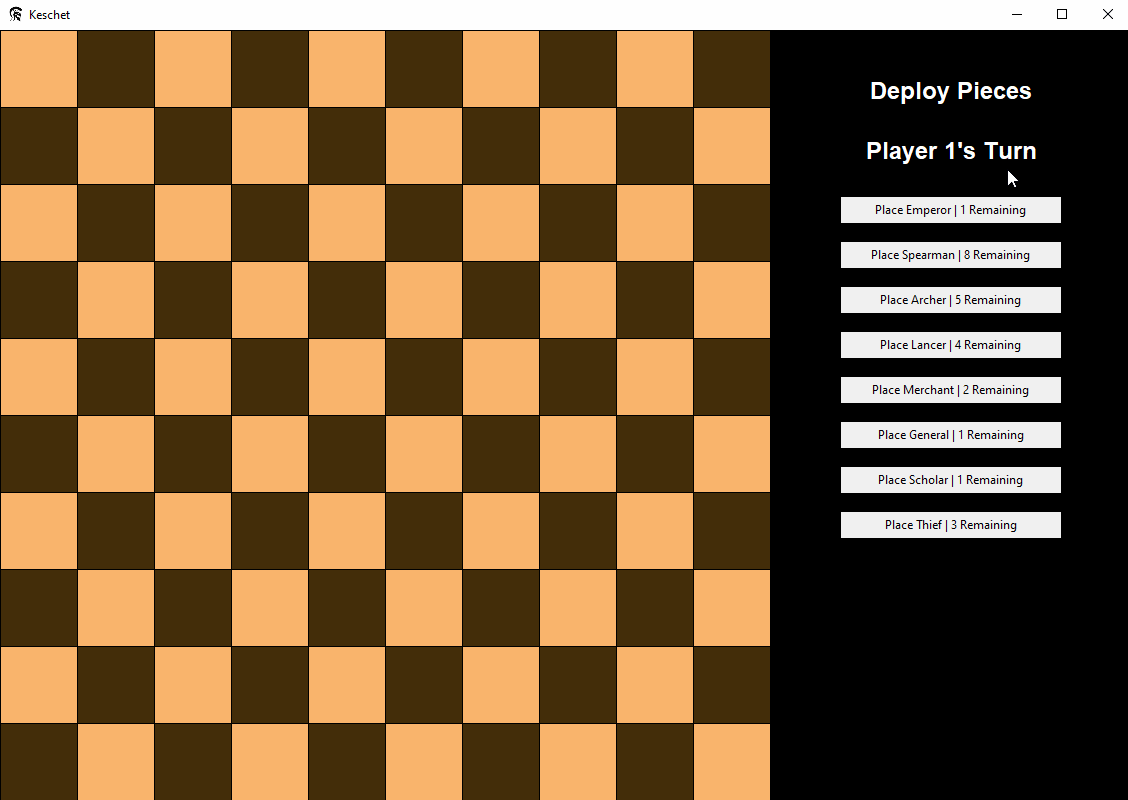 Keschet
Deploy Pieces
Player 1's Turn
Place Emperor | 1 Remaining
Place Spearman | 8 Remaining
Place Archer | 5 Remaining
Place Lancer | 4 Remaining
Place Merchant | 2 Remaining
Place General | 1 Remaining
Place Scholar | 1 Remaining
Place Thief | 3 Remaining